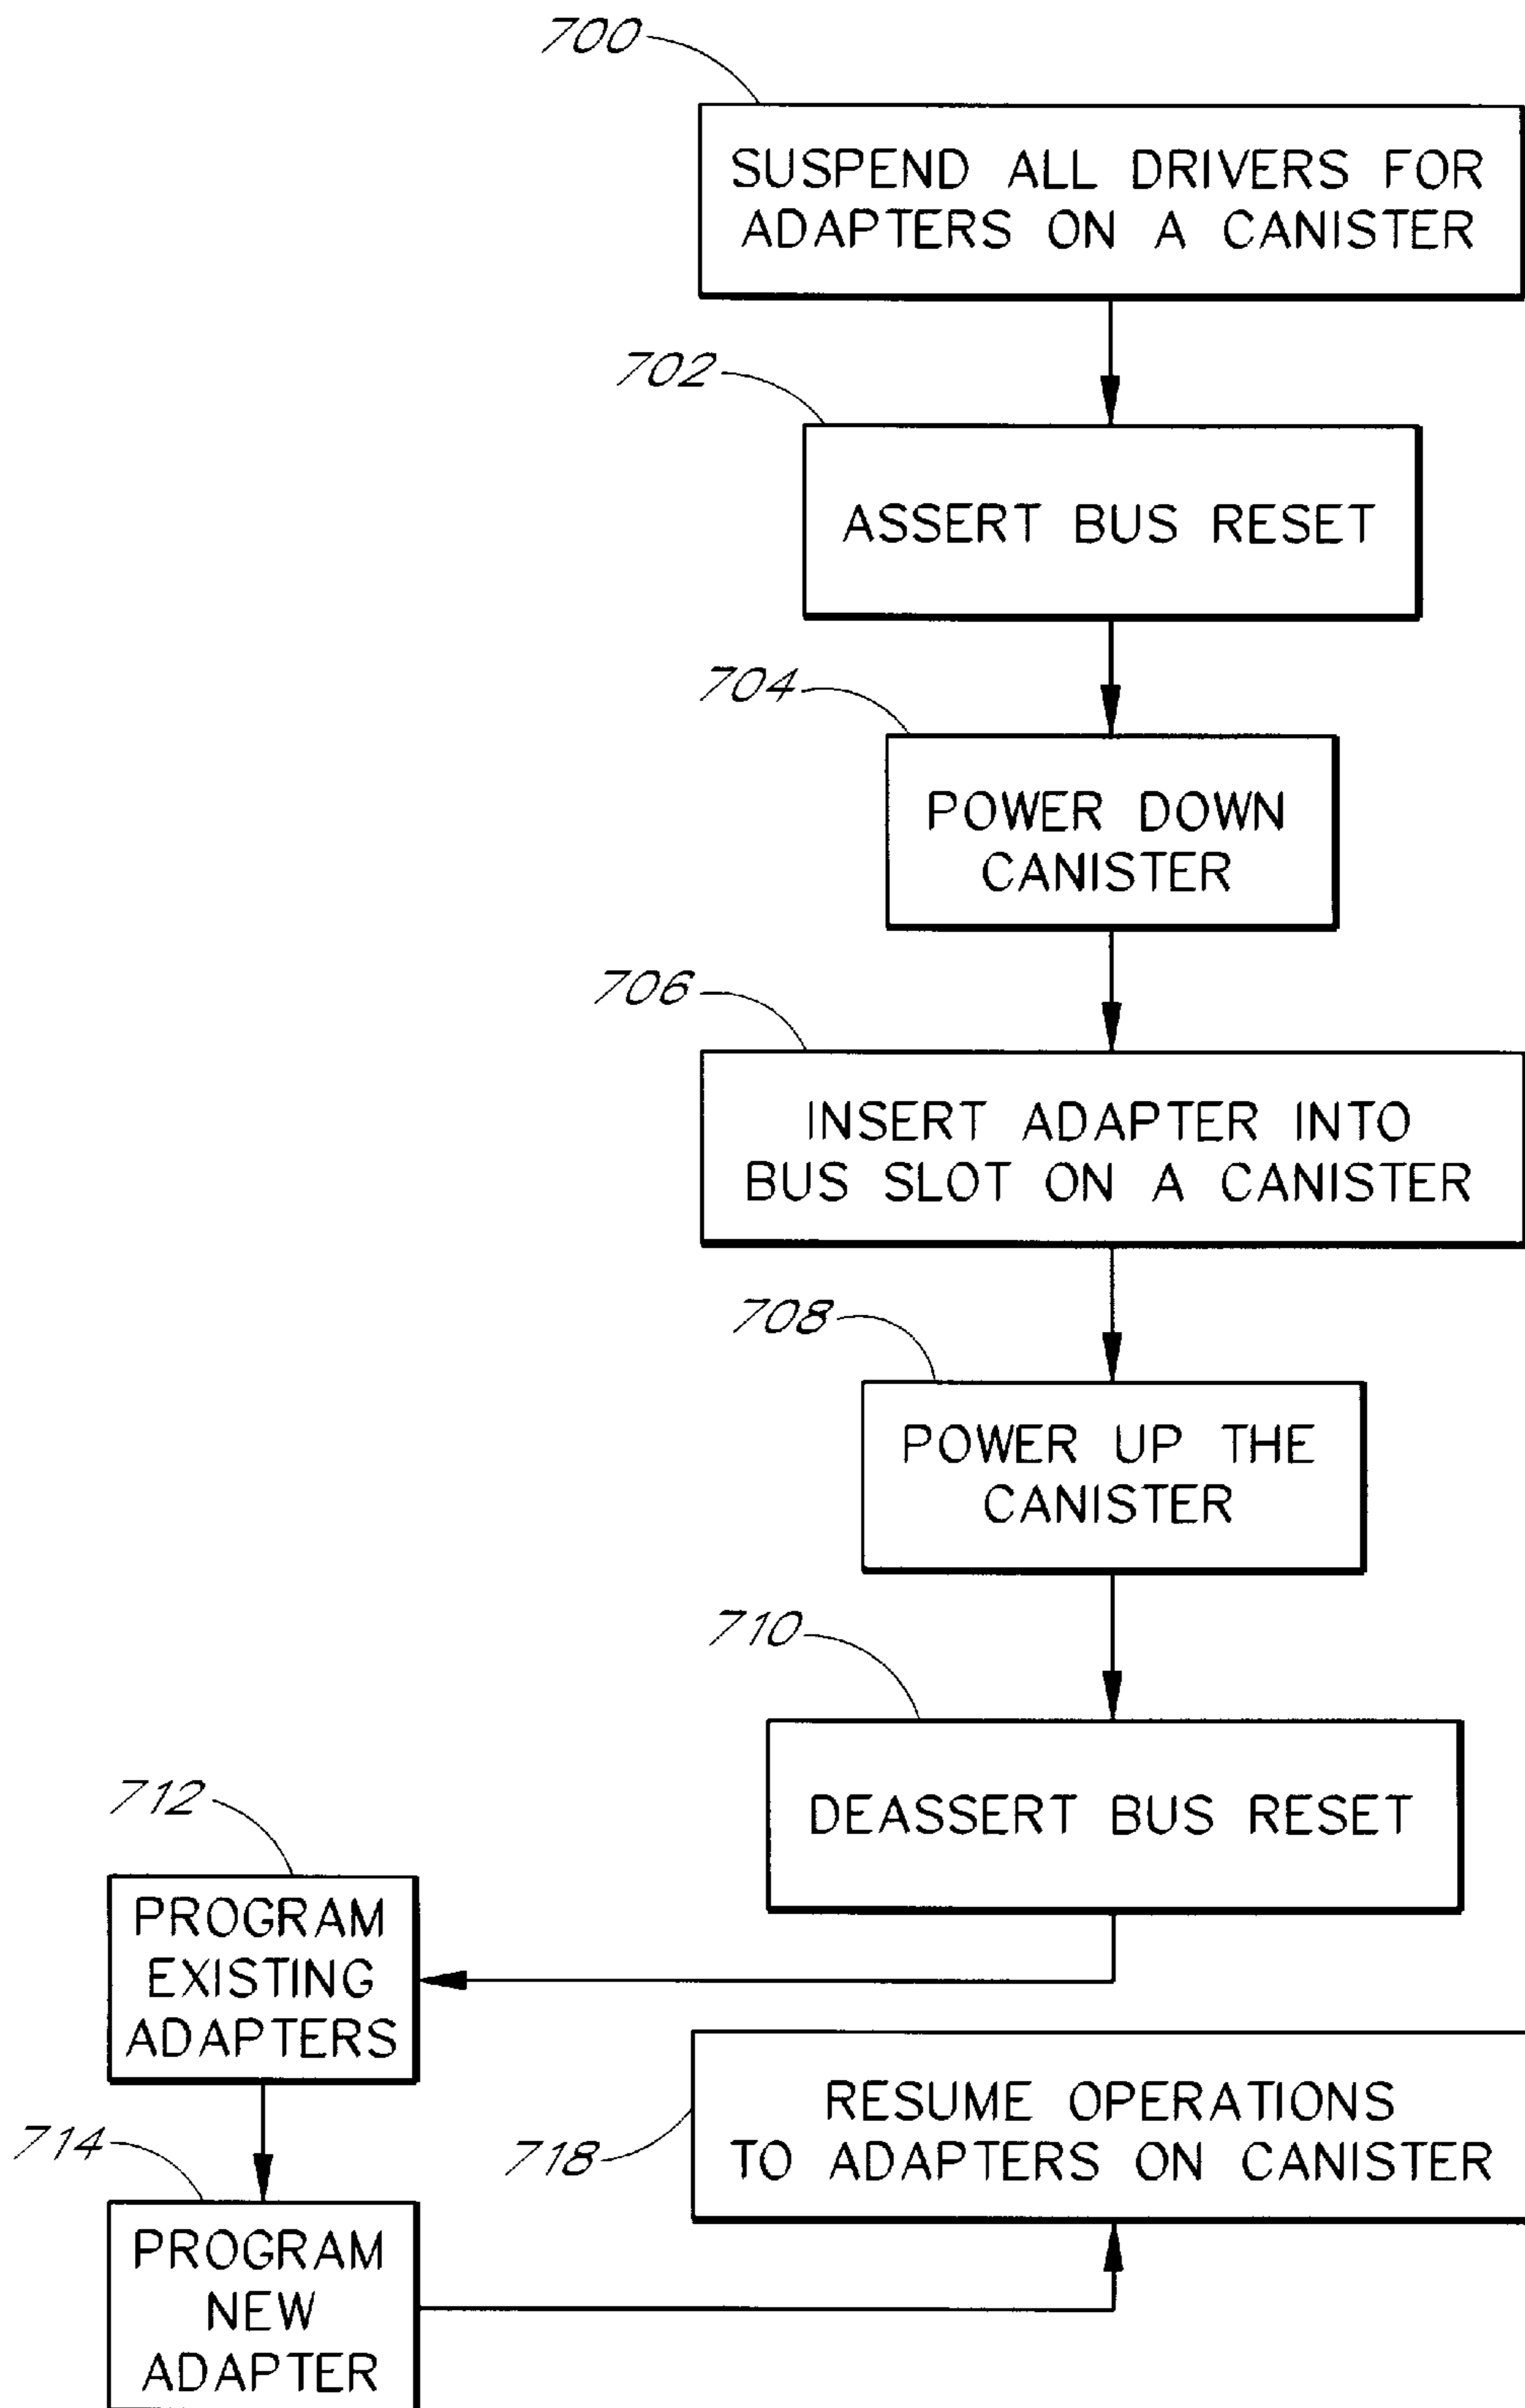 700
SUSPEND ALL DRIVERS FOR
ADAPTERS ON A CANISTER
702
ASSERT BUS RESET
704
POWER DOWN
CANISTER
706
INSERT ADAPTER INTO
BUS SLOT ON A CANISTER
708
POWER UP THE
CANISTER
710
DEASSERT BUS RESET
712
PROGRAM
EXISTING
ADAPTERS
714
PROGRAM
NEW
ADAPTER
718
RESUME OPERATIONS
TO ADAPTERS ON CANISTER